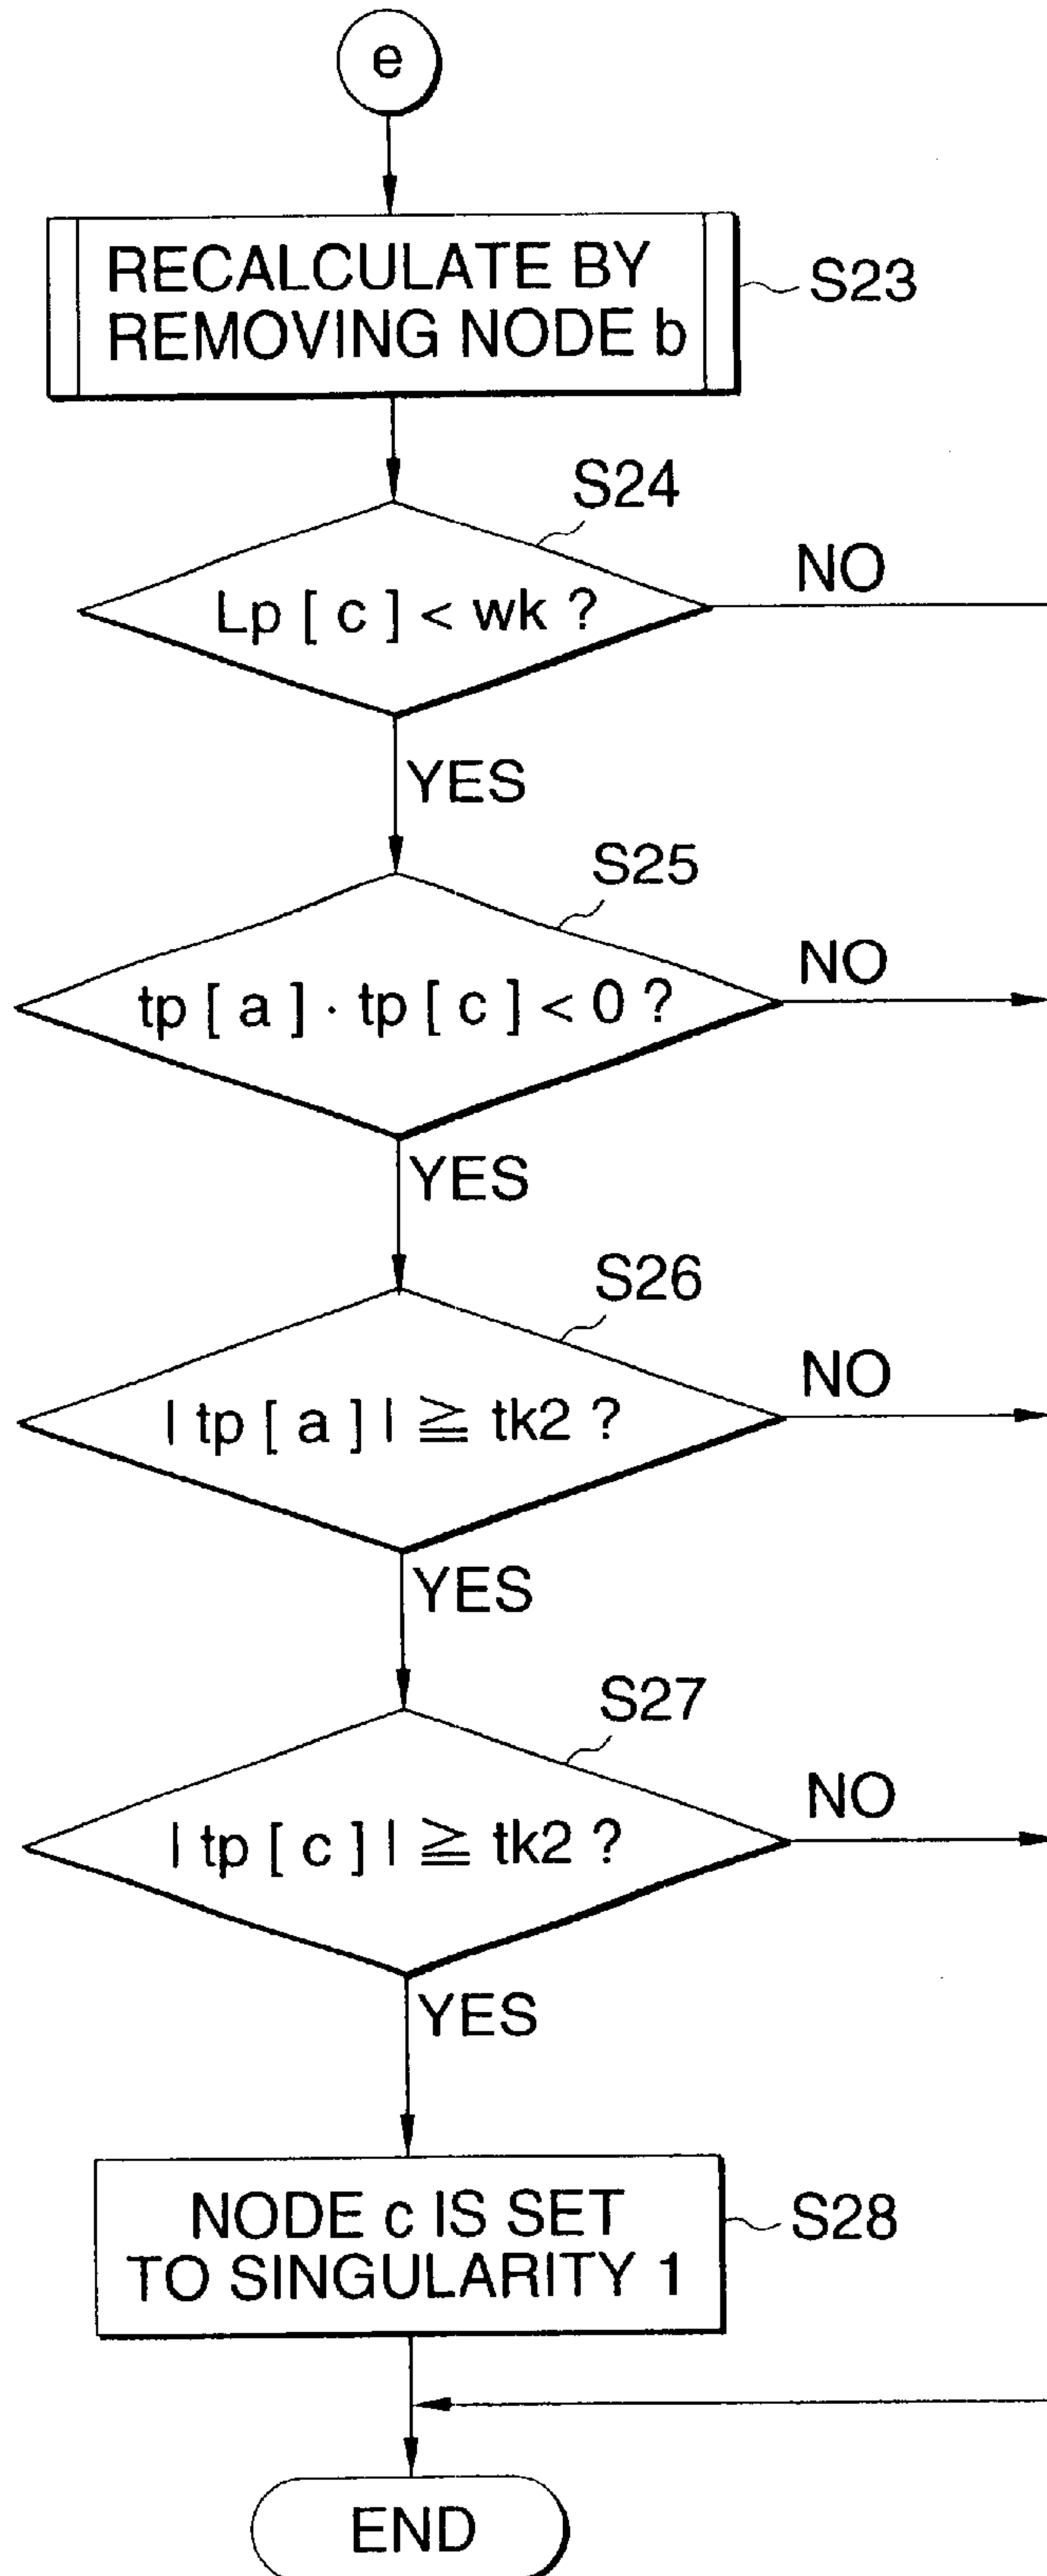 e
RECALCULATE BY
REMOVING NODE b
S23
S24
Lp [ c ] < wk ?
NO
YES
S25
tp [ a ] · tp [ c ] < 0 ?
NO
YES
S26
| tp [ a ] | ≧ tk2 ?
NO
YES
S27
| tp [ c ] | ≧ tk2 ?
NO
YES
NODE c IS SET
TO SINGULARITY 1
S28
END